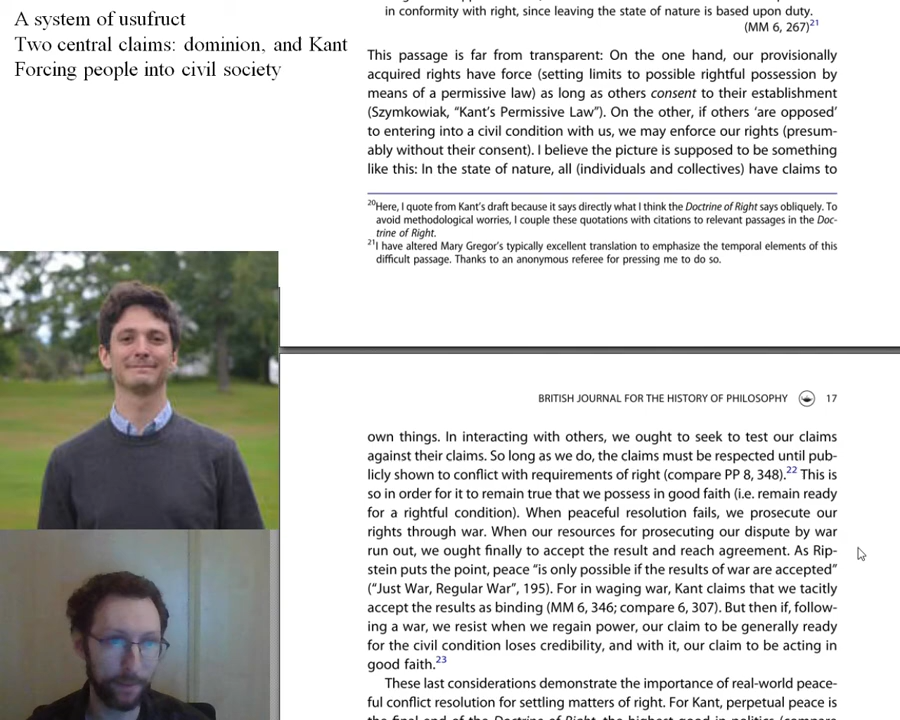 A system of usufruct
Two central claims: dominion, and Kant
Forcing people into civil society
in conformity with right, since leaving the state of nature is based upon duty.
(MM 6, 267)21
This passage is far from transparent: On the one hand, our provisionally
acquired rights have force (setting limits to possible rightful possession by
means of a permissive law) as long as others consent to their establishment
(Szymkowiak, “Kant’s Permissive Law”). On the other, if others ‘are opposed’
to entering into a civil condition with us, we may enforce our rights (presum-
ably without their consent). I believe the picture is supposed to be something
like this: In the state of nature, all (individuals and collectives) have claims to
20Here, I quote from Kant’s draft because it says directly what I think the Doctrine of Right says obliquely. To
avoid methodological worries, I couple these quotations with citations to relevant passages in the Doc-
trine of Right.
21I have altered Mary Gregor’s typically excellent translation to emphasize the temporal elements of this
difficult passage. Thanks to an anonymous referee for pressing me to do so.
BRITISH JOURNAL FOR THE HISTORY OF PHILOSOPHY 17
own things. In interacting with others, we ought to seek to test our claims
against their claims. So long as we do, the claims must be respected until pub-
licly shown to conflict with requirements of right (compare PP 8, 348).22 This is
so in order for it to remain true that we possess in good faith (i.e. remain ready
for a rightful condition). When peaceful resolution fails, we prosecute our
rights through war. When our resources for prosecuting our dispute by war
run out, we ought finally to accept the result and reach agreement. As Rip-
stein puts the point, peace “is only possible if the results of war are accepted”
(“Just War, Regular War”, 195). For in waging war, Kant claims that we tacitly
accept the results as binding (MM 6, 346; compare 6, 307). But then if, follow-
ing a war, we resist when we regain power, our claim to be generally ready
for the civil condition loses credibility, and with it, our claim to be acting in
good faith.23
These last considerations demonstrate the importance of real-world peace-
ful conflict resolution for settling matters of right. For Kant, perpetual peace is